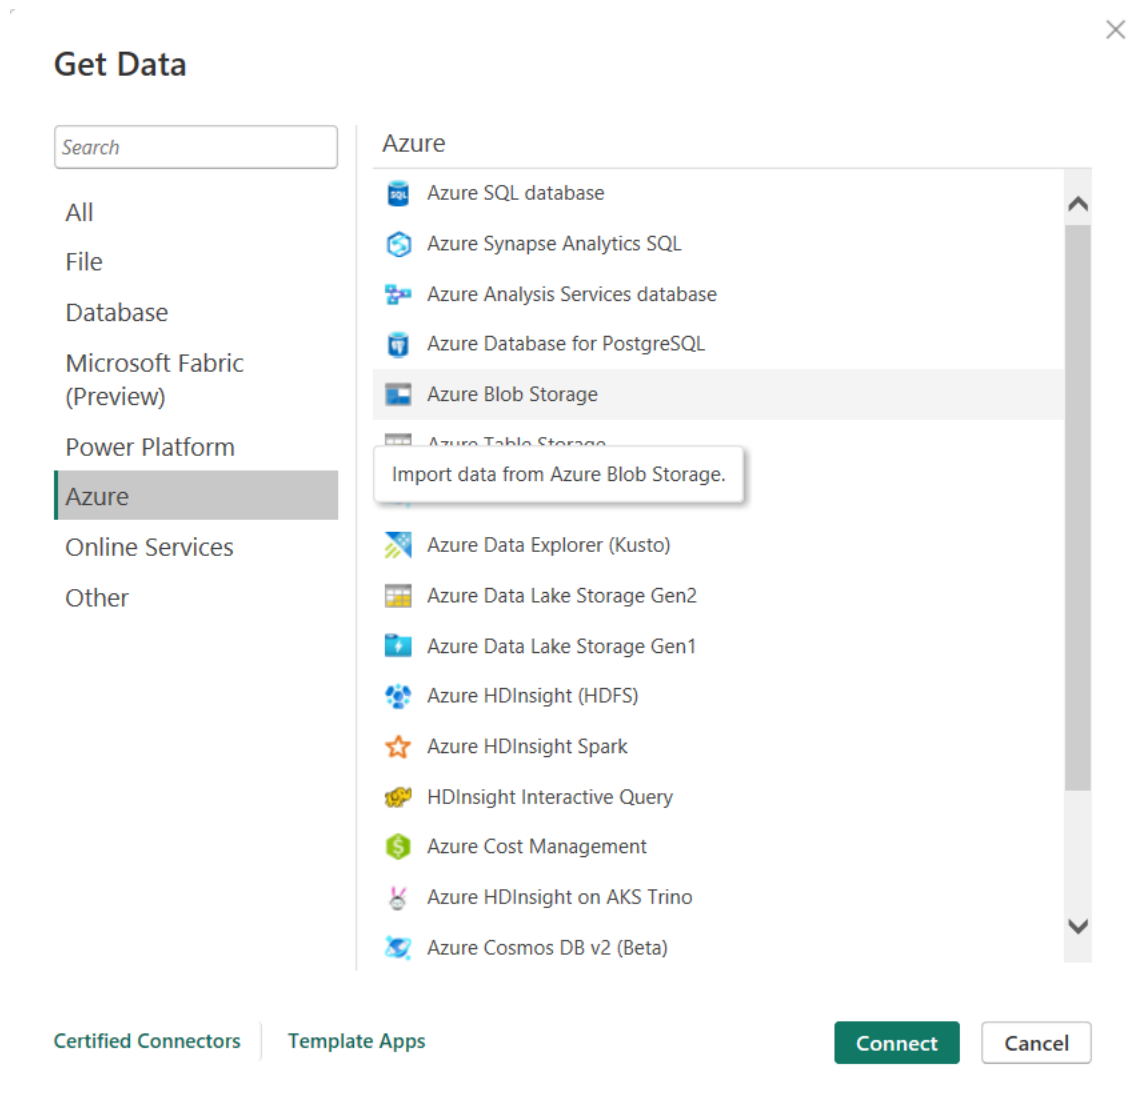 Get Data
Search
All
File
Database
Microsoft Fabric
(Preview)
Power Platform
Azure
Online Services
Other
Azure
SQL
Azure SQL database
Azure Synapse Analytics SQL
Azure Analysis Services database
Azure Database for PostgreSQL
Azure Blob Storage
Azure Table Storage
Import data from Azure Blob Storage.
Azure Data Explorer (Kusto)
Azure Data Lake Storage Gen2
Azure Data Lake Storage Gen1
Azure HDInsight (HDFS)
Azure HDInsight Spark
HDInsight Interactive Query
$
Azure Cost Management
Azure HDInsight on AKS Trino
Azure Cosmos DB v2 (Beta)
Certified Connectors
Template Apps
Connect
Cancel